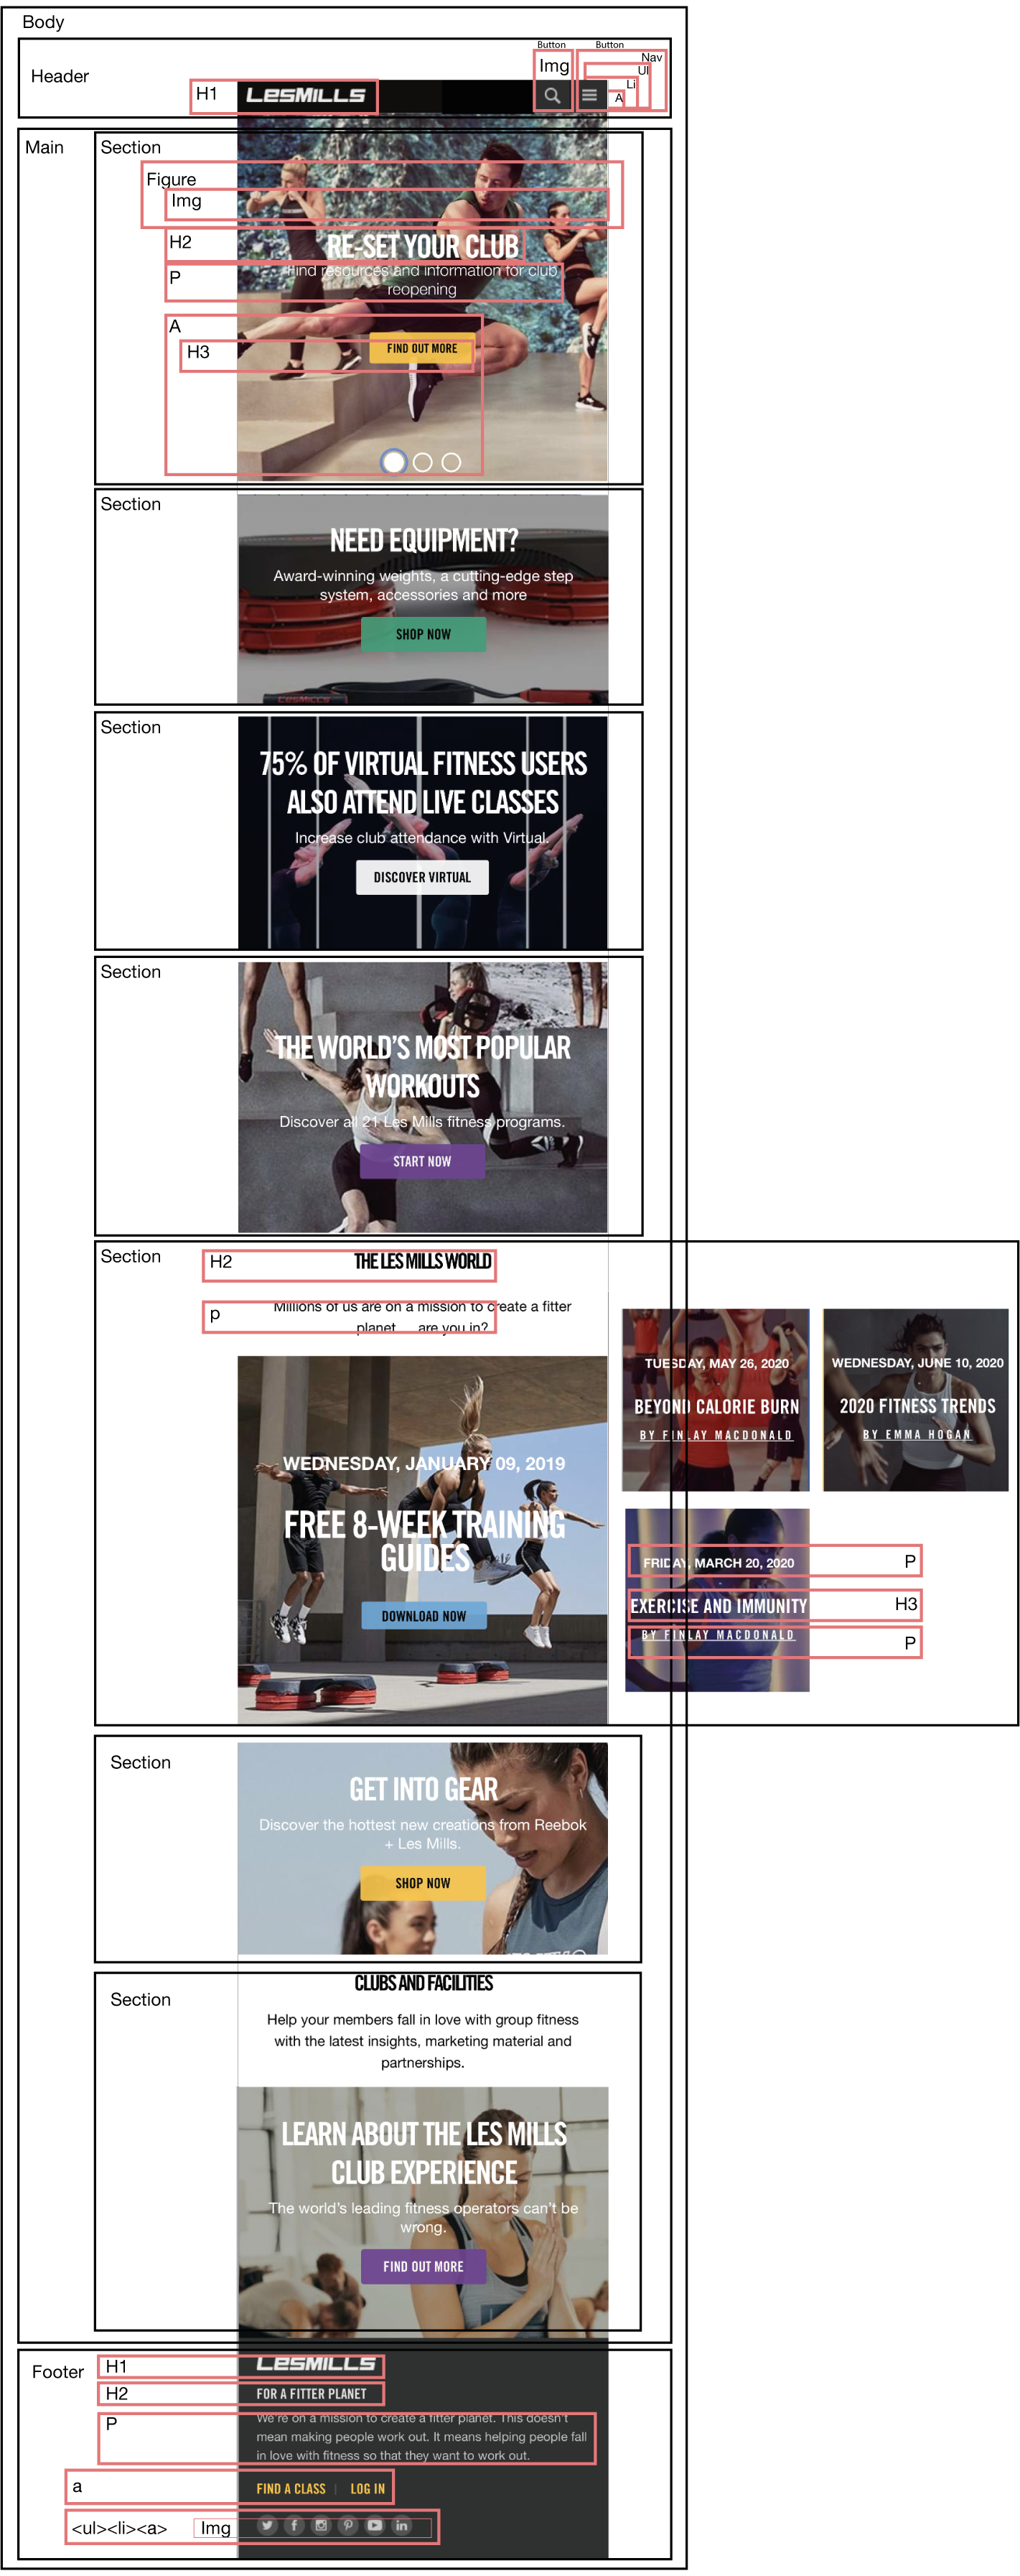 Body
Button
Button
Header
Img
Nav
Ul
Li
A
H1
LESMILLS
Main
Section
Figure
Img
H2
RE-SET YOUR CLUB
P
Find resources and information for club
reopening
A
H3
FIND OUT MORE
Section
NEED EQUIPMENT?
Award-winning weights, a cutting-edge step
system, accessories and more
SHOP NOW
LESMILLS
Section
75% OF VIRTUAL FITNESS USERS
ALSO ATTEND LIVE CLASSES
Increase club attendance with Virtual.
DISCOVER VIRTUAL
Section
THE WORLD'S MOST POPULAR
WORKOUTS
Discover all 21 Les Mills fitness programs.
START NOW
Section
H2
THE LES MILLS WORLD
p
Millions of us are on a mission to create a fitter
planet ... are you in?
WEDNESDAY, JANUARY 09, 2019
FREE 8-WEEK TRAINING
GUIDES
DOWNLOAD NOW
TUESDAY, MAY 26, 2020
BEYOND CALORIE BURN
BY FINLAY MACDONALD
WEDNESDAY, JUNE 10, 2020
2020 FITNESS TRENDS
BY EMMA HOGAN
FRIDAY, MARCH 20, 2020
P
EXERCISE AND IMMUNITY
H3
BY FINLAY MACDONALD
P
Section
GET INTO GEAR
Discover the hottest new creations from Reebok
+ Les Mills.
SHOP NOW
Section
CLUBS AND FACILITIES
Help your members fall in love with group fitness
with the latest insights, marketing material and
partnerships.
LEARN ABOUT THE LES MILLS
CLUB EXPERIENCE
The world's leading fitness operators can't be
wrong.
FIND OUT MORE
Footer
H1
LESMILLS
H2
FOR A FITTER PLANET
P
We're on a mission to create a fitter planet. This doesn't
mean making people work out. It means helping people fall
in love with fitness so that they want to work out.
a
FIND A CLASS | LOG IN
<ul><li><a>
Img